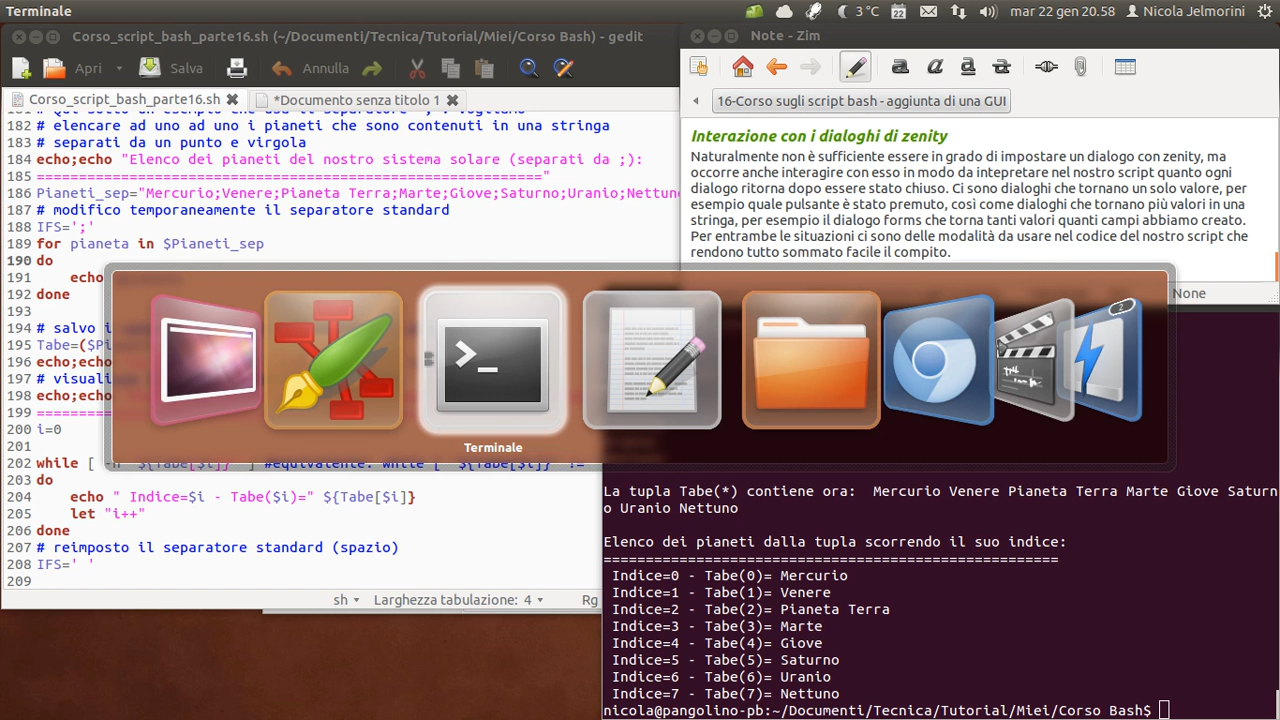 Terminale
3 °C
mar 22 gen 20.58
Nicola Jelmorini
Corso_script_bash_parte16.sh (~/Documenti/Tecnica/Tutorial/Miei/Corso Bash) - gedit
Apri
Salva
Annulla
Corso_script_bash_parte16.sh
*Documento senza titolo 1
182 # elencare ad uno ad uno i pianeti che sono contenuti in una stringa
183 # separati da un punto e virgola
184 echo;echo "Elenco dei pianeti del nostro sistema solare (separati da ;):
185 =============================================================="
186 Pianeti_sep="Mercurio;Venere;Pianeta Terra;Marte;Giove;Saturno;Uranio;Nettuno
187 # modifico temporaneamente il separatore standard
188 IFS=';'
189 for pianeta in $Pianeti_sep
190 do
191 echo
192 done
193
194 # salvo i
195 Tabe=($Pi
196 echo;echo
197 # visuali
198 echo;echo
199 =========
200 i=0
201
202 while [
203 do
204 echo " Indice=$i - Tabe($i)=" ${Tabe[$i]}
205 let "i++"
206 done
207 # reimposto il separatore standard (spazio)
208 IFS=' '
209
sh
Larghezza tabulazione: 4
Rg
Note - Zim
16-Corso sugli script bash - aggiunta di una GUI
Interazione con i dialoghi di zenity
Naturalmente non è sufficiente essere in grado di impostare un dialogo con zenity, ma
occorre anche interagire con esso in modo da intepretare nel nostro script quanto ogni
dialogo ritorna dopo essere stato chiuso. Ci sono dialoghi che tornano un solo valore, per
esempio quale pulsante è stato premuto, così come dialoghi che tornano più valori in una
stringa, per esempio il dialogo forms che torna tanti valori quanti campi abbiamo creato.
Per entrambe le situazioni ci sono delle modalità da usare nel codice del nostro script che
rendono tutto sommato facile il compito.
None
2
Terminale
La tupla Tabe(*) contiene ora:  Mercurio Venere Pianeta Terra Marte Giove Saturn
o Uranio Nettuno
Elenco dei pianeti dalla tupla scorrendo il suo indice:
======================================================
Indice=0 - Tabe(0)= Mercurio
Indice=1 - Tabe(1)= Venere
Indice=2 - Tabe(2)= Pianeta Terra
Indice=3 - Tabe(3)= Marte
Indice=4 - Tabe(4)= Giove
Indice=5 - Tabe(5)= Saturno
Indice=6 - Tabe(6)= Uranio
Indice=7 - Tabe(7)= Nettuno
nicola@pangolino-pb:~/Documenti/Tecnica/Tutorial/Miei/Corso Bash$